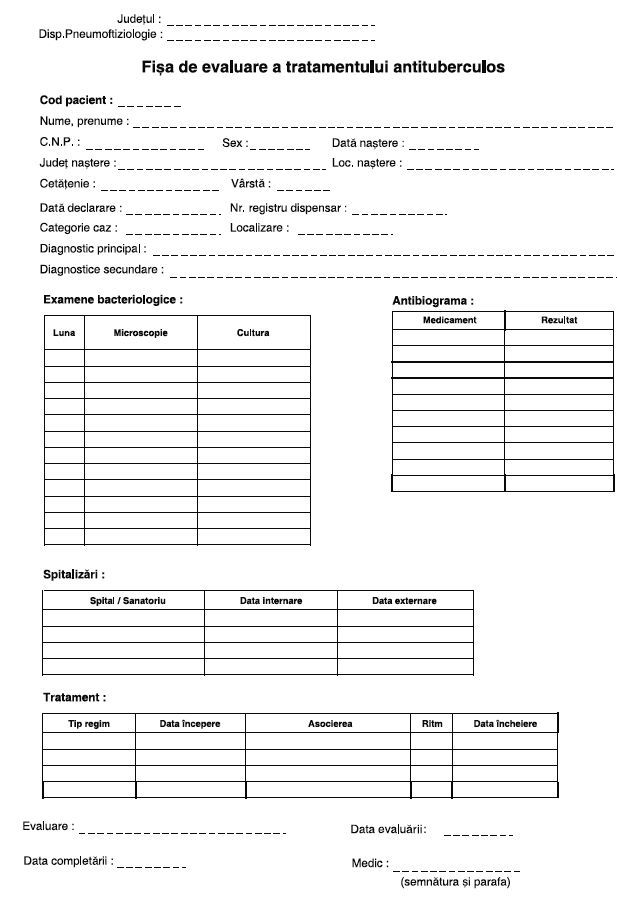 Județul :
Disp.Pneumoftiziologie :
Fișa de evaluare a tratamentului antituberculos
Cod pacient :
Nume, prenume :
C.N.P. : Sex : Dată naștere :
Județ naștere : Loc. naștere :
Cetățenie : Vârstă :
Dată declarare : Nr. registru dispensar :
Categorie caz : Localizare :
Diagnostic principal :
Diagnostice secundare :
Examene bacteriologice :
Luna Microscopie Cultura
Antibiograma :
Medicament Rezultat
Spitalizări :
Spital / Sanatoriu Data internare Data externare
Tratament :
Tip regim Data începere Asocierea Ritm Data încheiere
Evaluare : Data evaluării:
Data completării : Medic :
(semnătura și parafa)